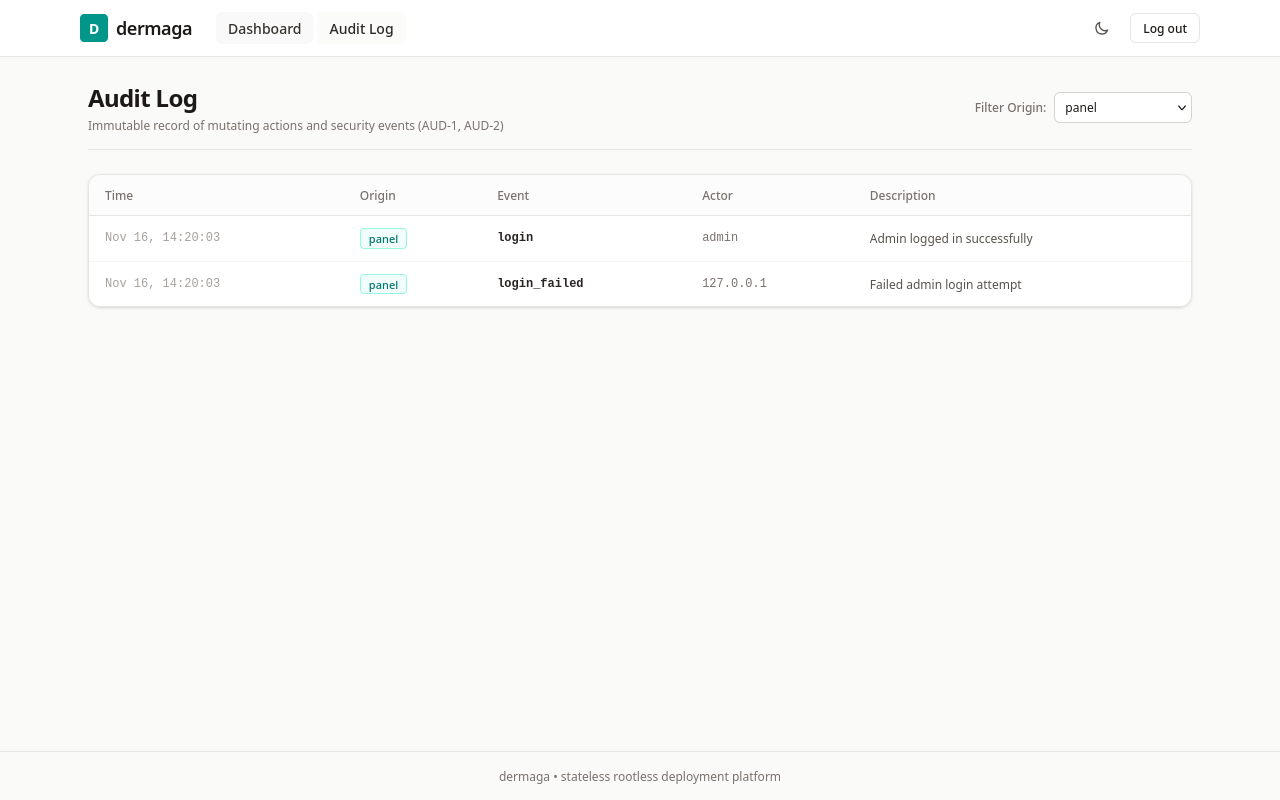 D dermaga Dashboard Audit Log Log out
Audit Log
Immutable record of mutating actions and security events (AUD-1, AUD-2)
Filter Origin: panel
Time Origin Event Actor Description
Nov 16, 14:20:03 panel login admin Admin logged in successfully
Nov 16, 14:20:03 panel login_failed 127.0.0.1 Failed admin login attempt
dermaga • stateless rootless deployment platform